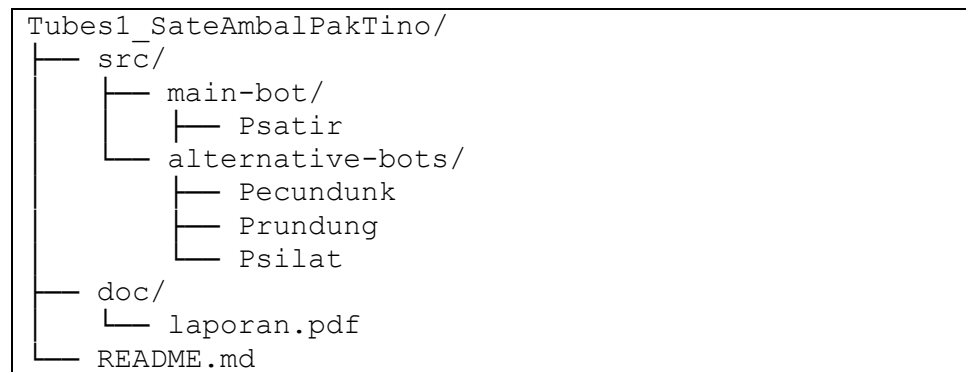 Tubes1_SateAmbalPakTino/
├── src/
│   ├── main-bot/
│   │   ├── Psatir
│   └── alternative-bots/
│       ├── Pecundunk
│       ├── Prundung
│       └── Psilat
├── doc/
│   └── laporan.pdf
└── README.md